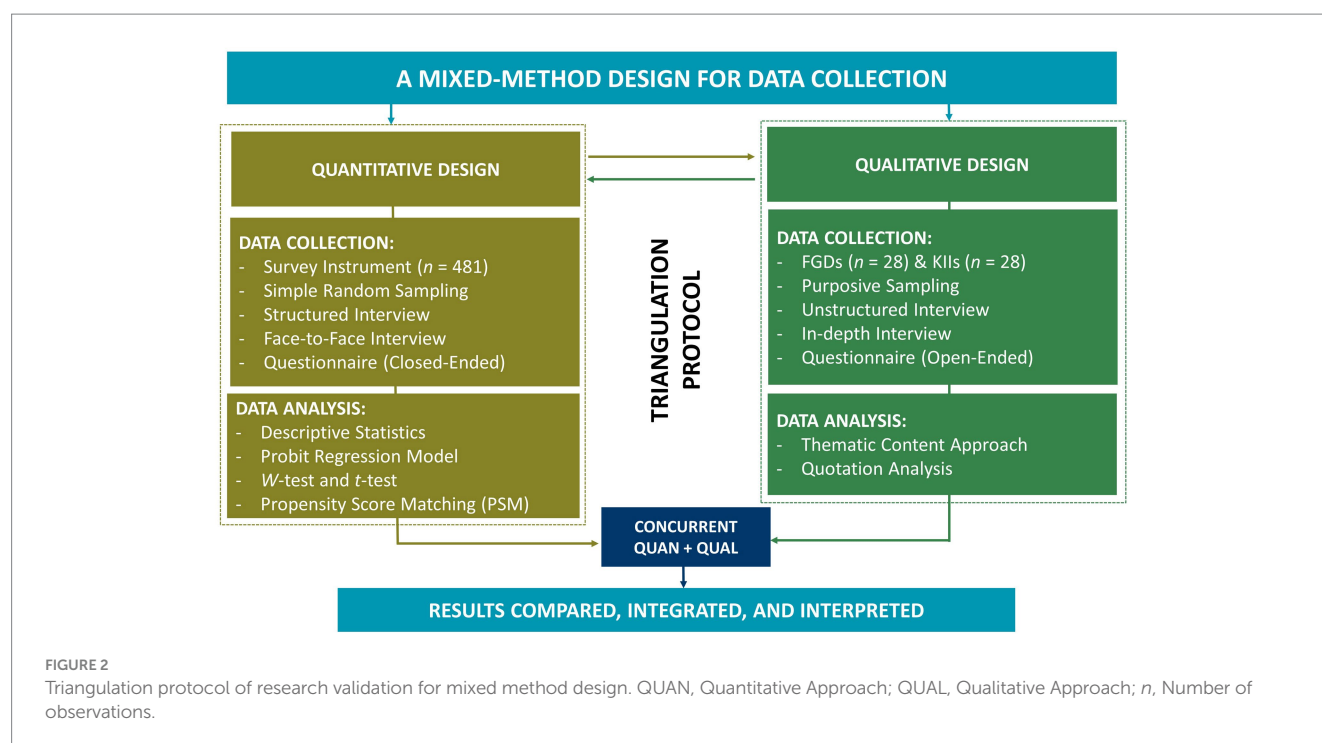 A MIXED-METHOD DESIGN FOR DATA COLLECTION
QUANTITATIVE DESIGN
DATA COLLECTION:
- Survey Instrument (n = 481)
- Simple Random Sampling
- Structured Interview
- Face-to-Face Interview
- Questionnaire (Closed-Ended)
DATA ANALYSIS:
- Descriptive Statistics
- Probit Regression Model
- W-test and t-test
- Propensity Score Matching (PSM)
TRIANGULATION
PROTOCOL
QUALITATIVE DESIGN
DATA COLLECTION:
- FGDs (n = 28) & KIIs (n = 28)
- Purposive Sampling
- Unstructured Interview
- In-depth Interview
- Questionnaire (Open-Ended)
DATA ANALYSIS:
- Thematic Content Approach
- Quotation Analysis
CONCURRENT
QUAN + QUAL
RESULTS COMPARED, INTEGRATED, AND INTERPRETED
FIGURE 2
Triangulation protocol of research validation for mixed method design. QUAN, Quantitative Approach; QUAL, Qualitative Approach; n, Number of
observations.